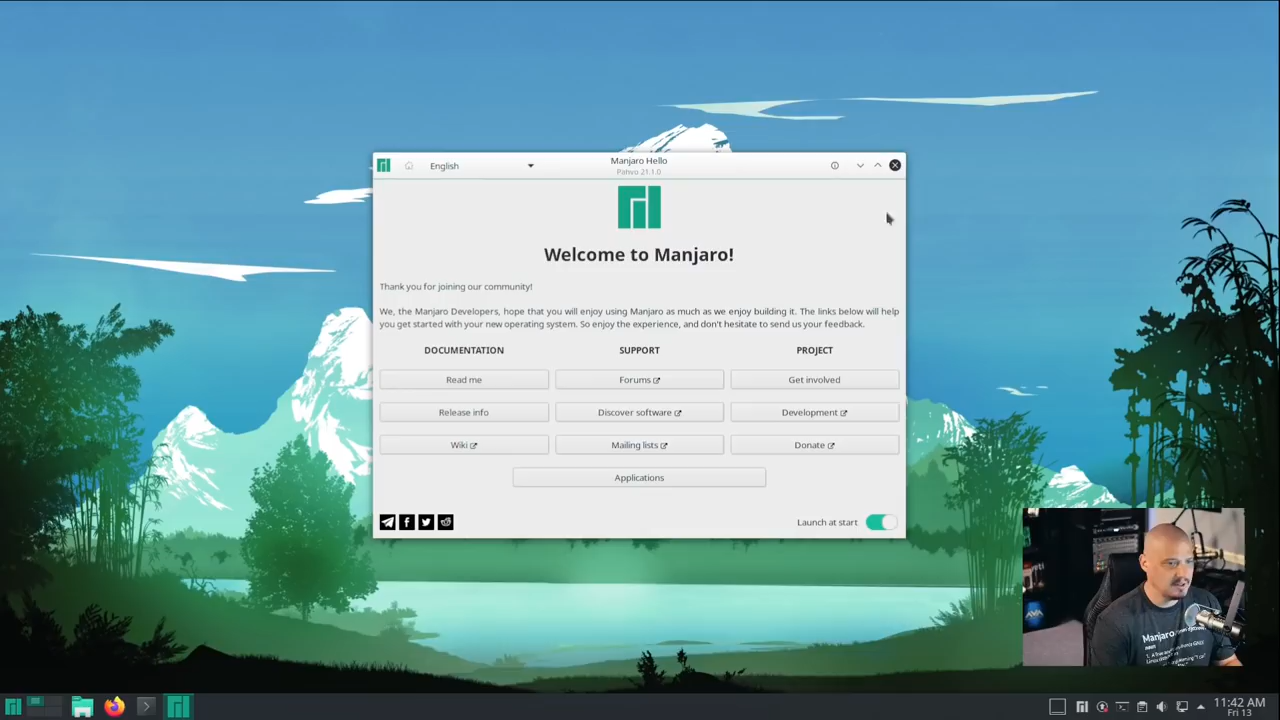 English
Manjaro Hello
Pahvo 21.1.0
Welcome to Manjaro!
Thank you for joining our community!
We, the Manjaro Developers, hope that you will enjoy using Manjaro as much as we enjoy building it. The links below will help
you get started with your new operating system. So enjoy the experience, and don't hesitate to send us your feedback.
DOCUMENTATION
SUPPORT
PROJECT
Read me
Forums
Get involved
Release info
Discover software
Development
Wiki
Mailing lists
Donate
Applications
Launch at start
Manjaro
11:42 AM
Fri 13